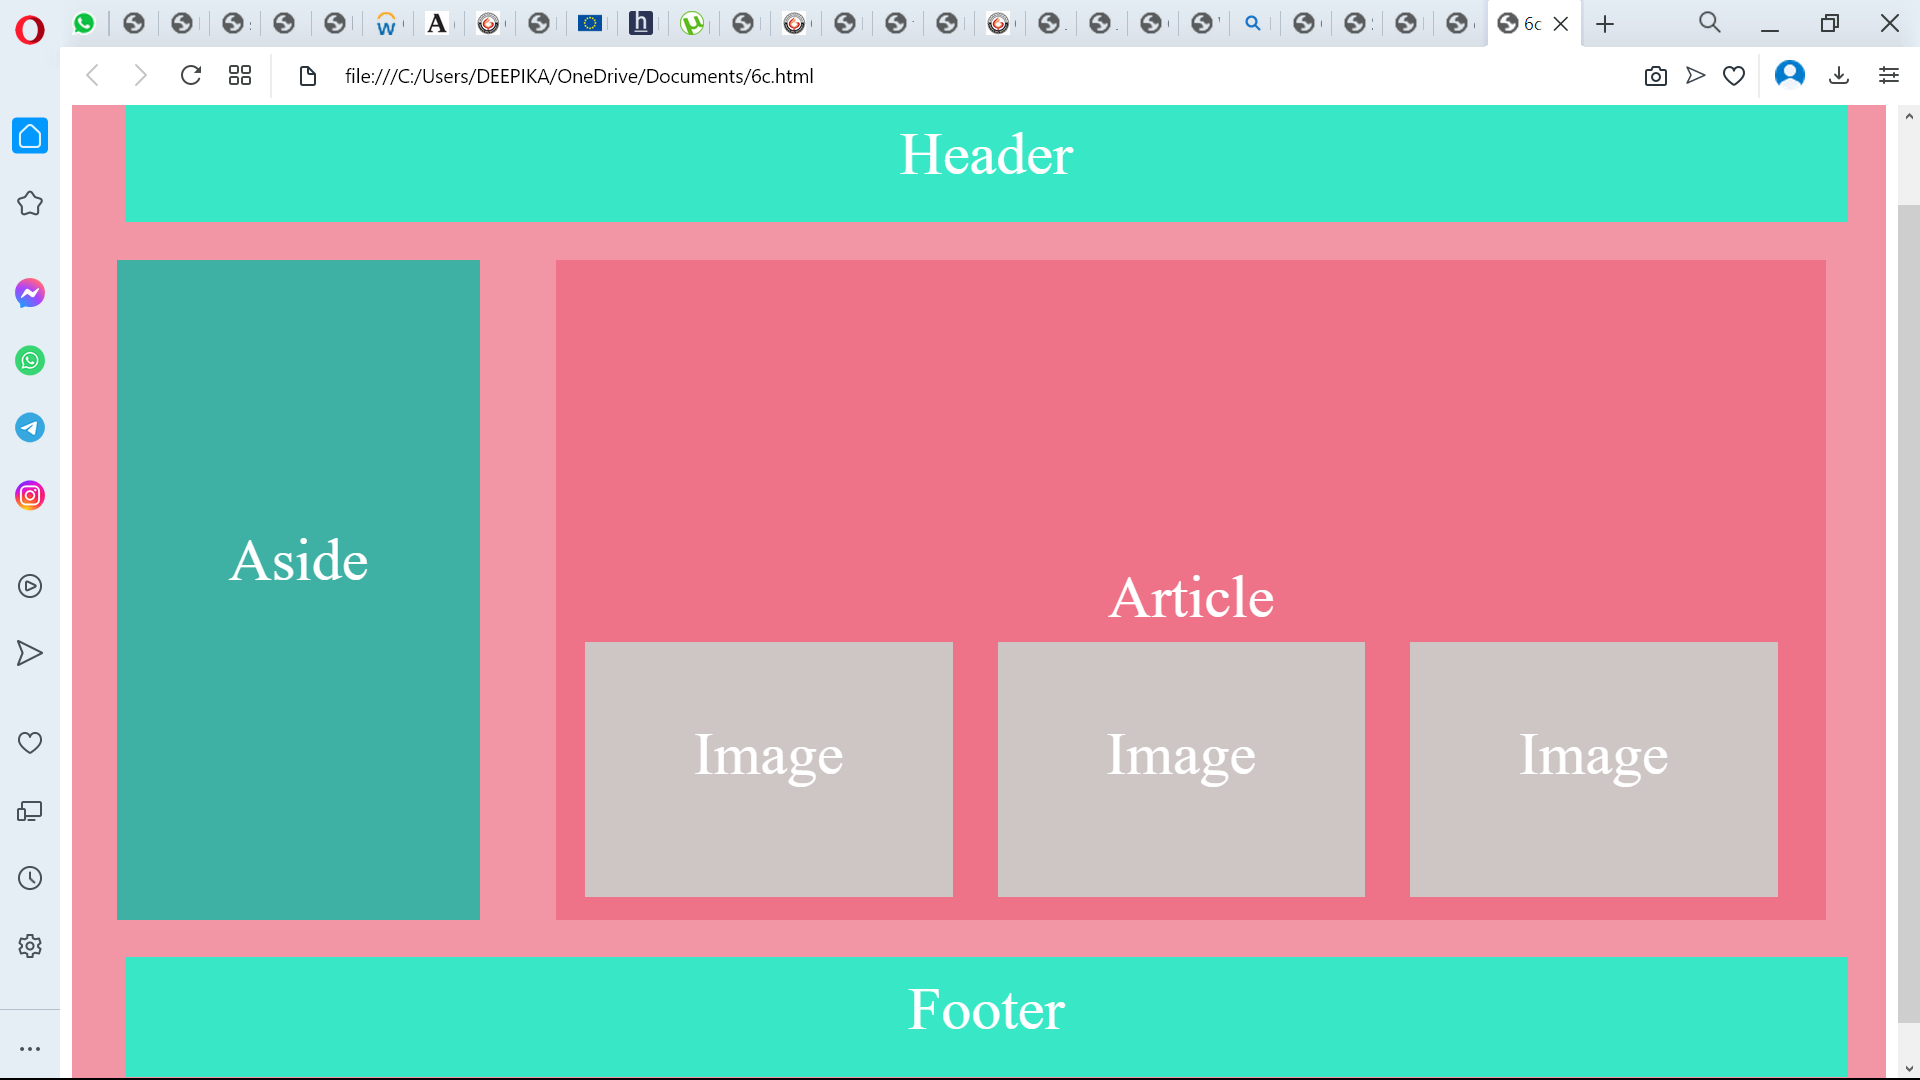 6c
file:///C:/Users/DEEPIKA/OneDrive/Documents/6c.html
Header
Aside
Article
Image Image Image
Footer